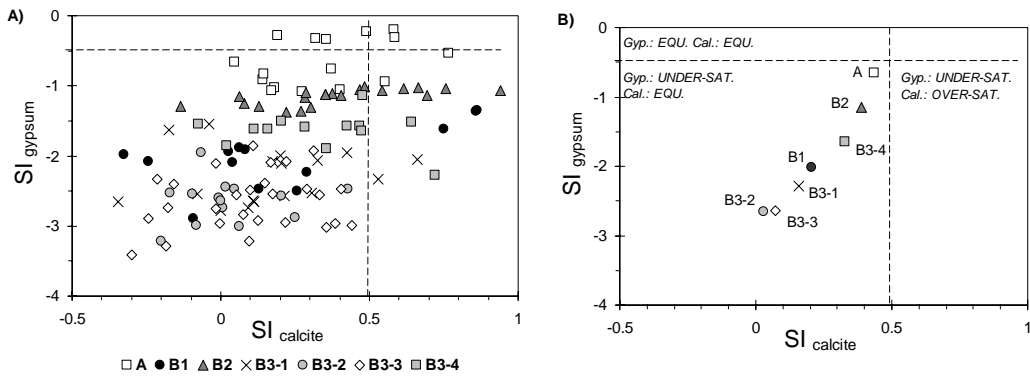 A)
0
-1
-2
-3
-4
SI gypsum
-0.5 0 0.5 1
SI calcite
A B1 B2 B3-1 B3-2 B3-3 B3-4
B)
0
-1
-2
-3
-4
SI gypsum
Gyp.: EQU. Cal.: EQU.
Gyp.: UNDER-SAT.
Cal.: EQU.
Gyp.: UNDER-SAT.
Cal.: OVER-SAT.
A
B2
B3-4
B1
B3-1
B3-2
B3-3
-0.5 0 0.5 1
SI calcite